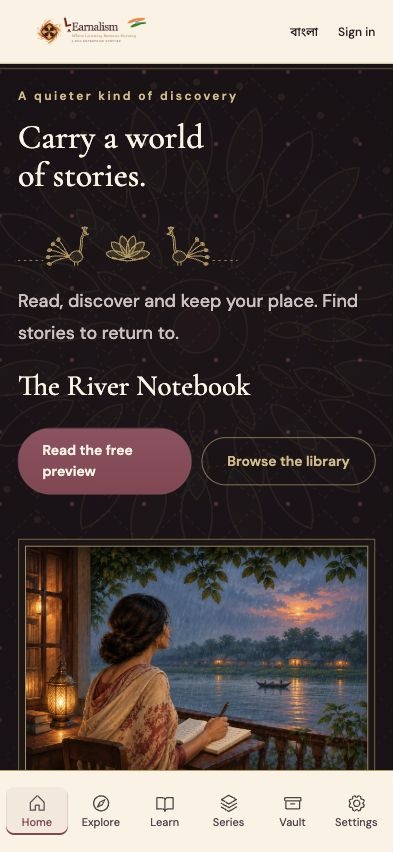 Earnalism
বাংলা
Sign in
A quieter kind of discovery
Carry a world
of stories.
Read, discover and keep your place. Find
stories to return to.
The River Notebook
Read the free
preview
Browse the library
Home
Explore
Learn
Series
Vault
Settings